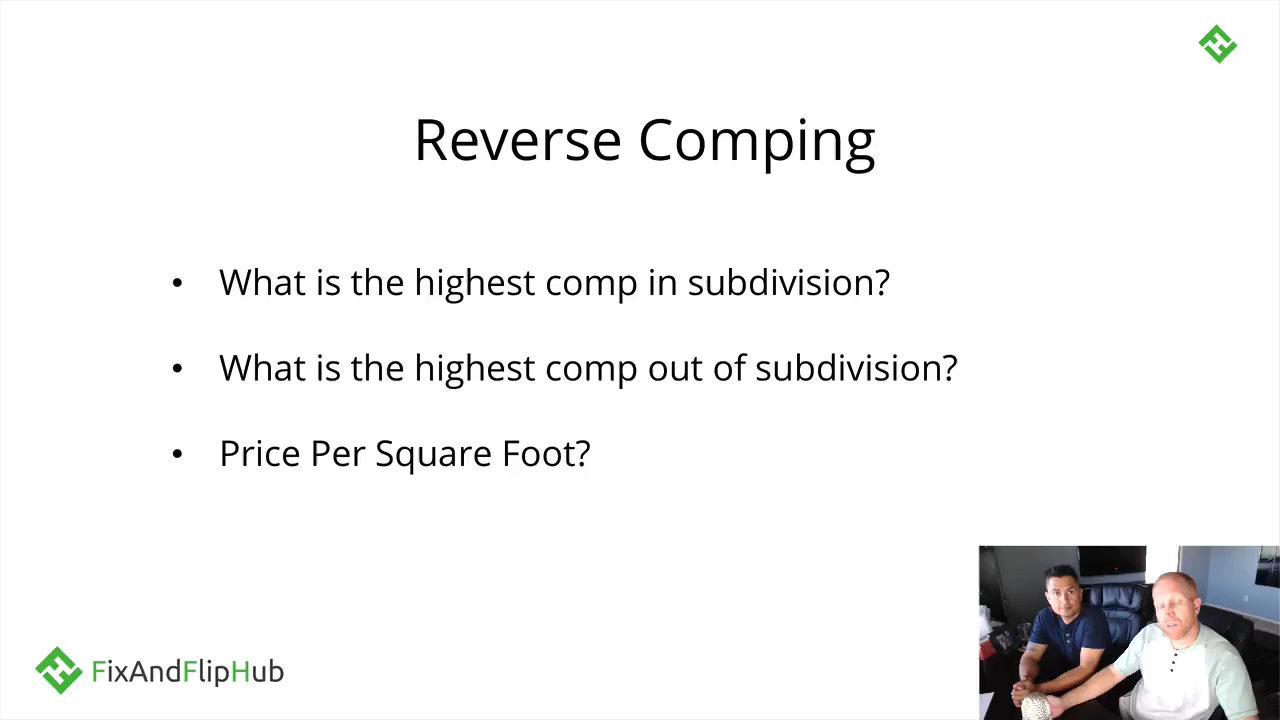 Reverse Comping
• What is the highest comp in subdivision?
• What is the highest comp out of subdivision?
• Price Per Square Foot?
FixAndFlipHub